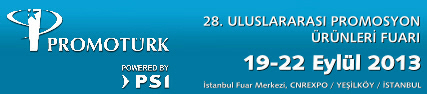 PROMOTÜRK
POWERED BY
PSI
28. ULUSLARARASI PROMOSYON
ÜRÜNLERİ FUARI
19-22 Eylül 2013
İstanbul Fuar Merkezi, CNREXPO / YEŞİLKÖY / İSTANBUL